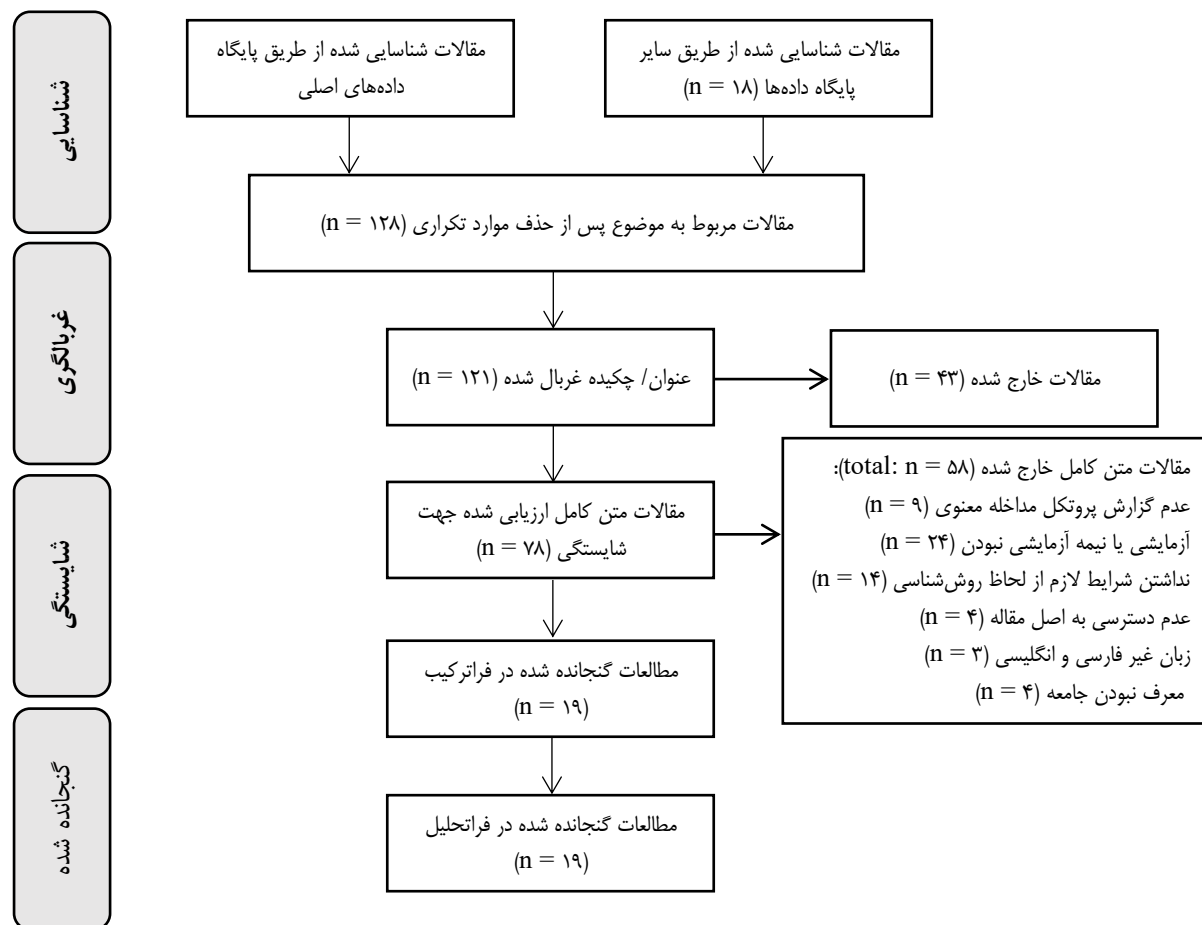 شناسایی
مقالات شناسایی شده از طریق سایر
پایگاه داده‌ها (n = ۱۸)
مقالات شناسایی شده از طریق پایگاه
داده‌های اصلی
مقالات مربوط به موضوع پس از حذف موارد تکراری (n = ۱۲۸)
غربالگری
عنوان/ چکیده غربال شده (n = ۱۲۱)
مقالات خارج شده (n = ۴۳)
شایستگی
مقالات متن کامل ارزیابی شده جهت
شایستگی (n = ۷۸)
مقالات متن کامل خارج شده (total: n = ۵۸):
عدم گزارش پروتکل مداخله معنوی (n = ۹)
آزمایشی یا نیمه آزمایشی نبودن (n = ۲۴)
نداشتن شرایط لازم از لحاظ روش‌شناسی (n = ۱۴)
عدم دسترسی به اصل مقاله (n = ۴)
زبان غیر فارسی و انگلیسی (n = ۳)
معرف نبودن جامعه (n = ۴)
مطالعات گنجانده شده در فراترکیب
(n = ۱۹)
گنجانده شده
مطالعات گنجانده شده در فراتحلیل
(n = ۱۹)